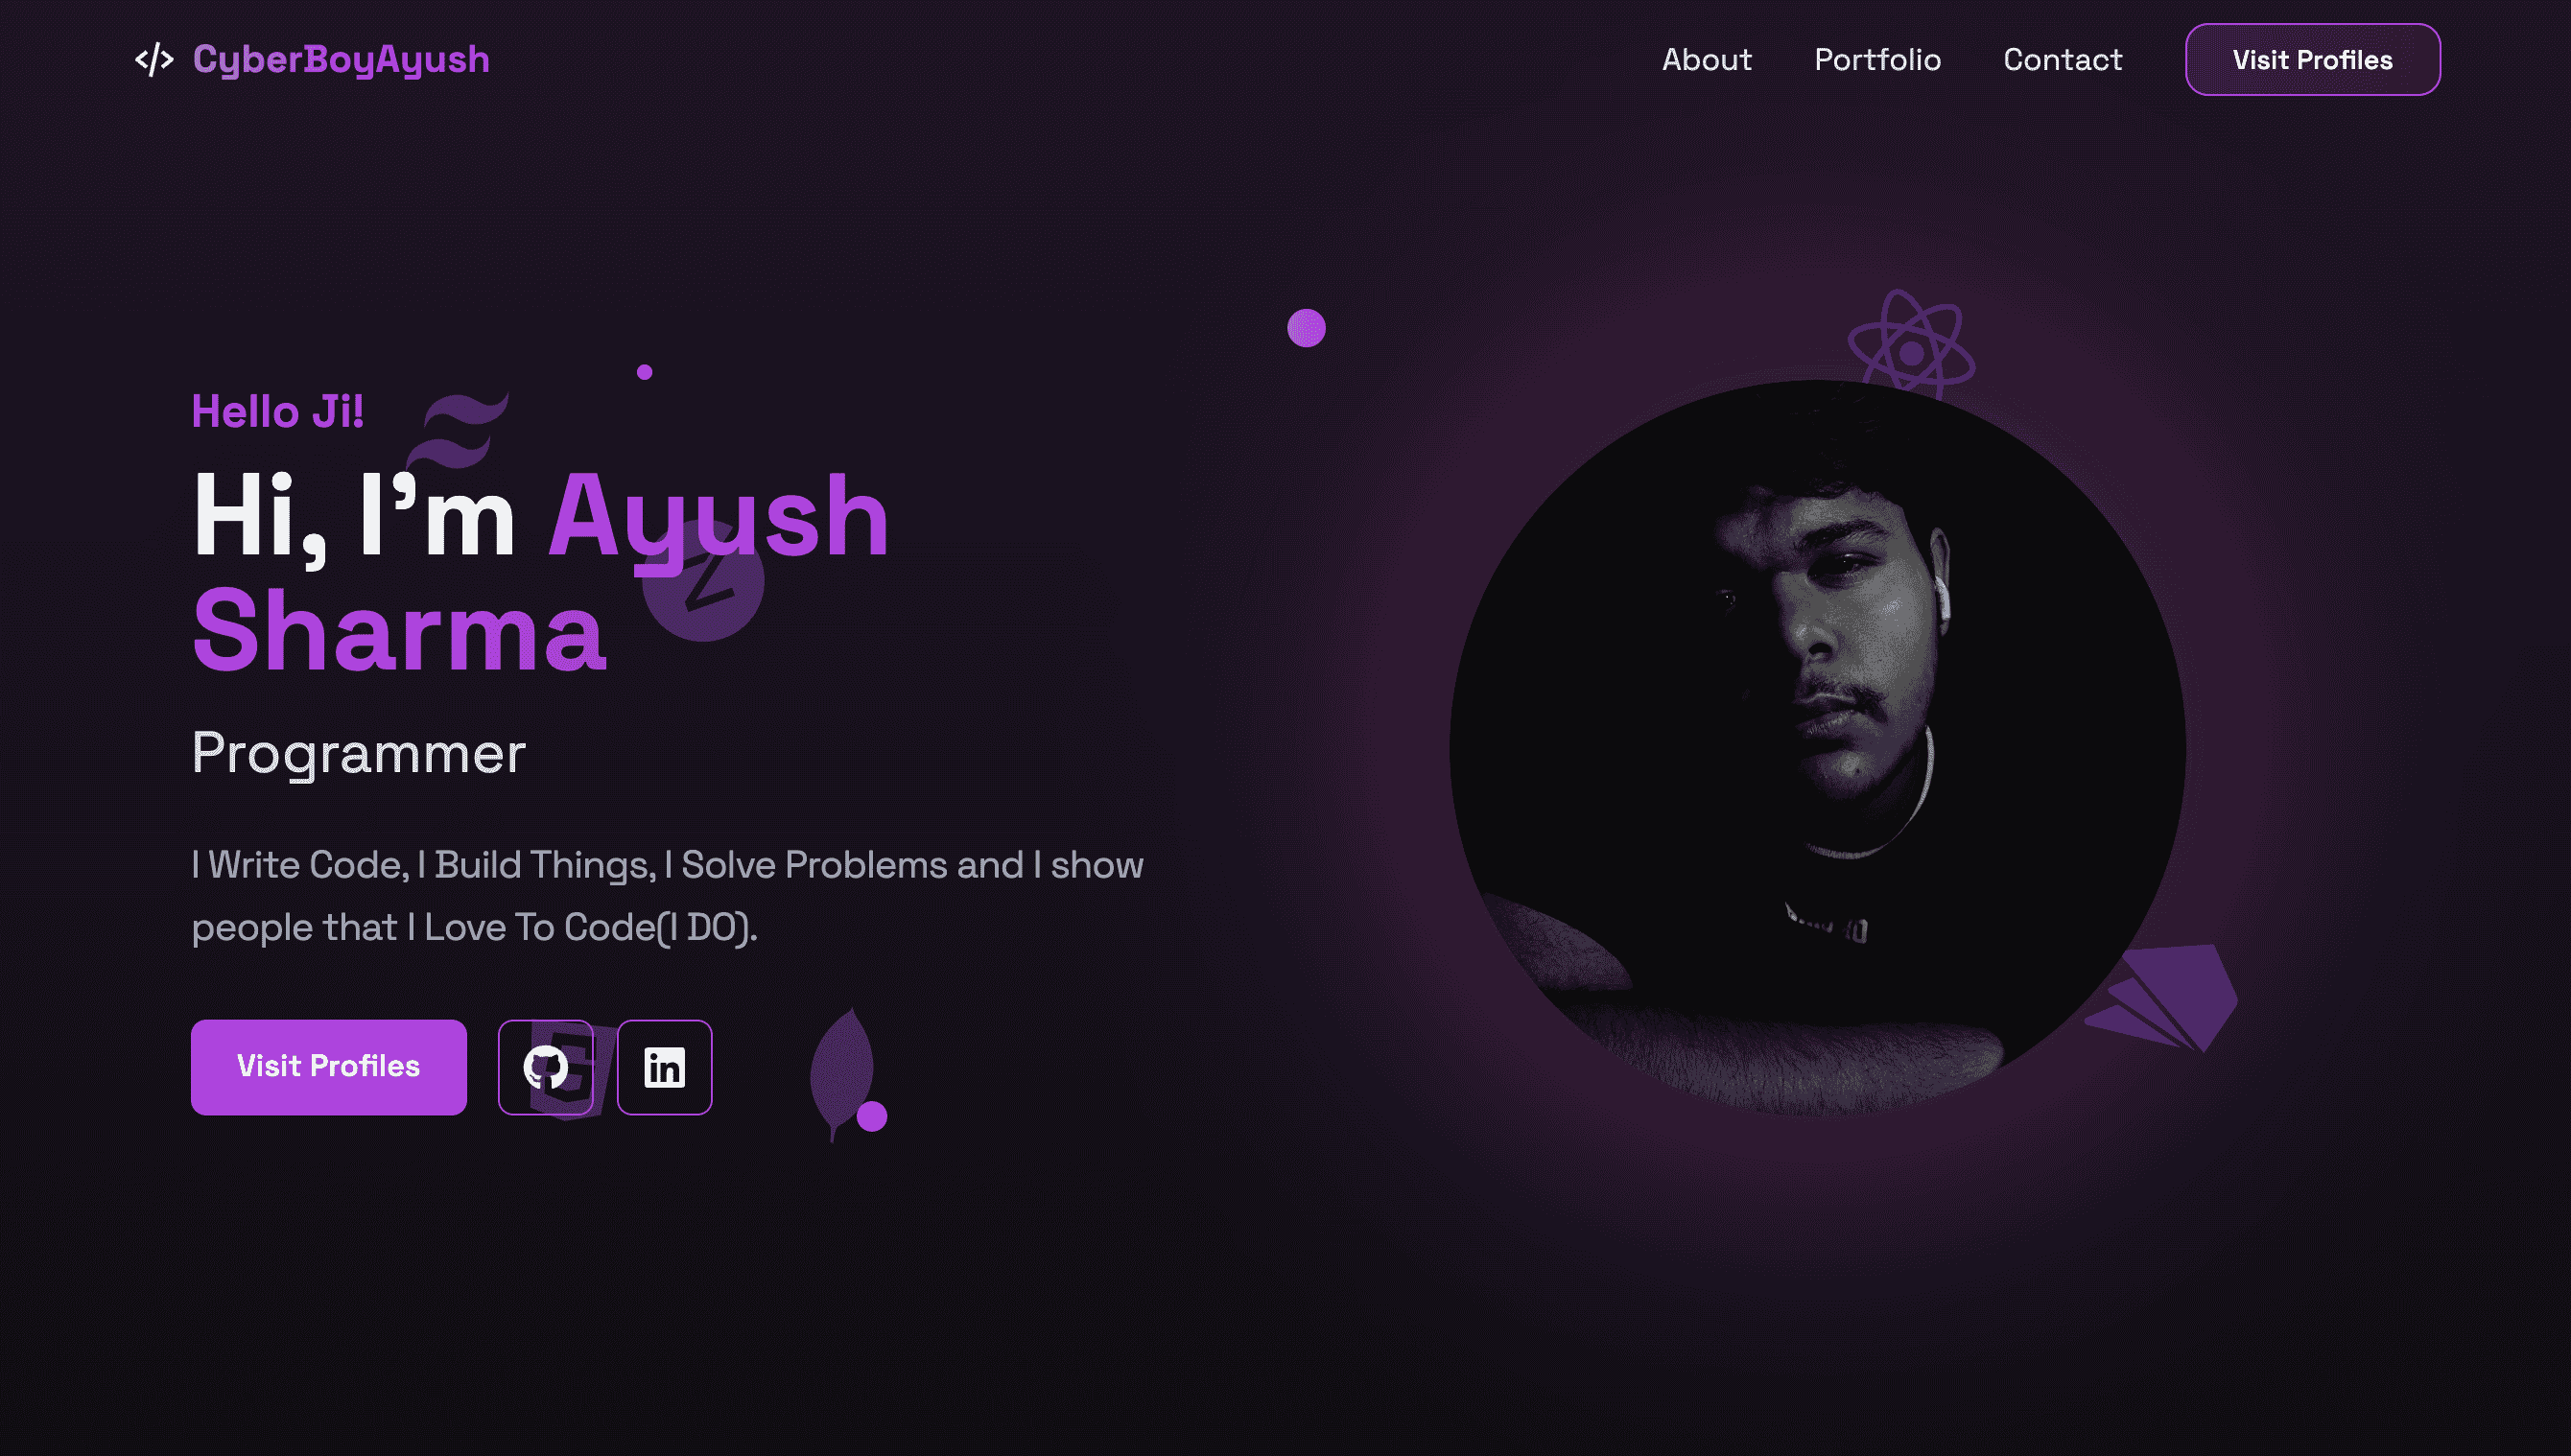 </> CyberBoyAyush
About
Portfolio
Contact
Visit Profiles
Hello Ji!
Hi, I’m Ayush
Sharma
Programmer
I Write Code, I Build Things, I Solve Problems and I show
people that I Love To Code(I DO).
Visit Profiles
in